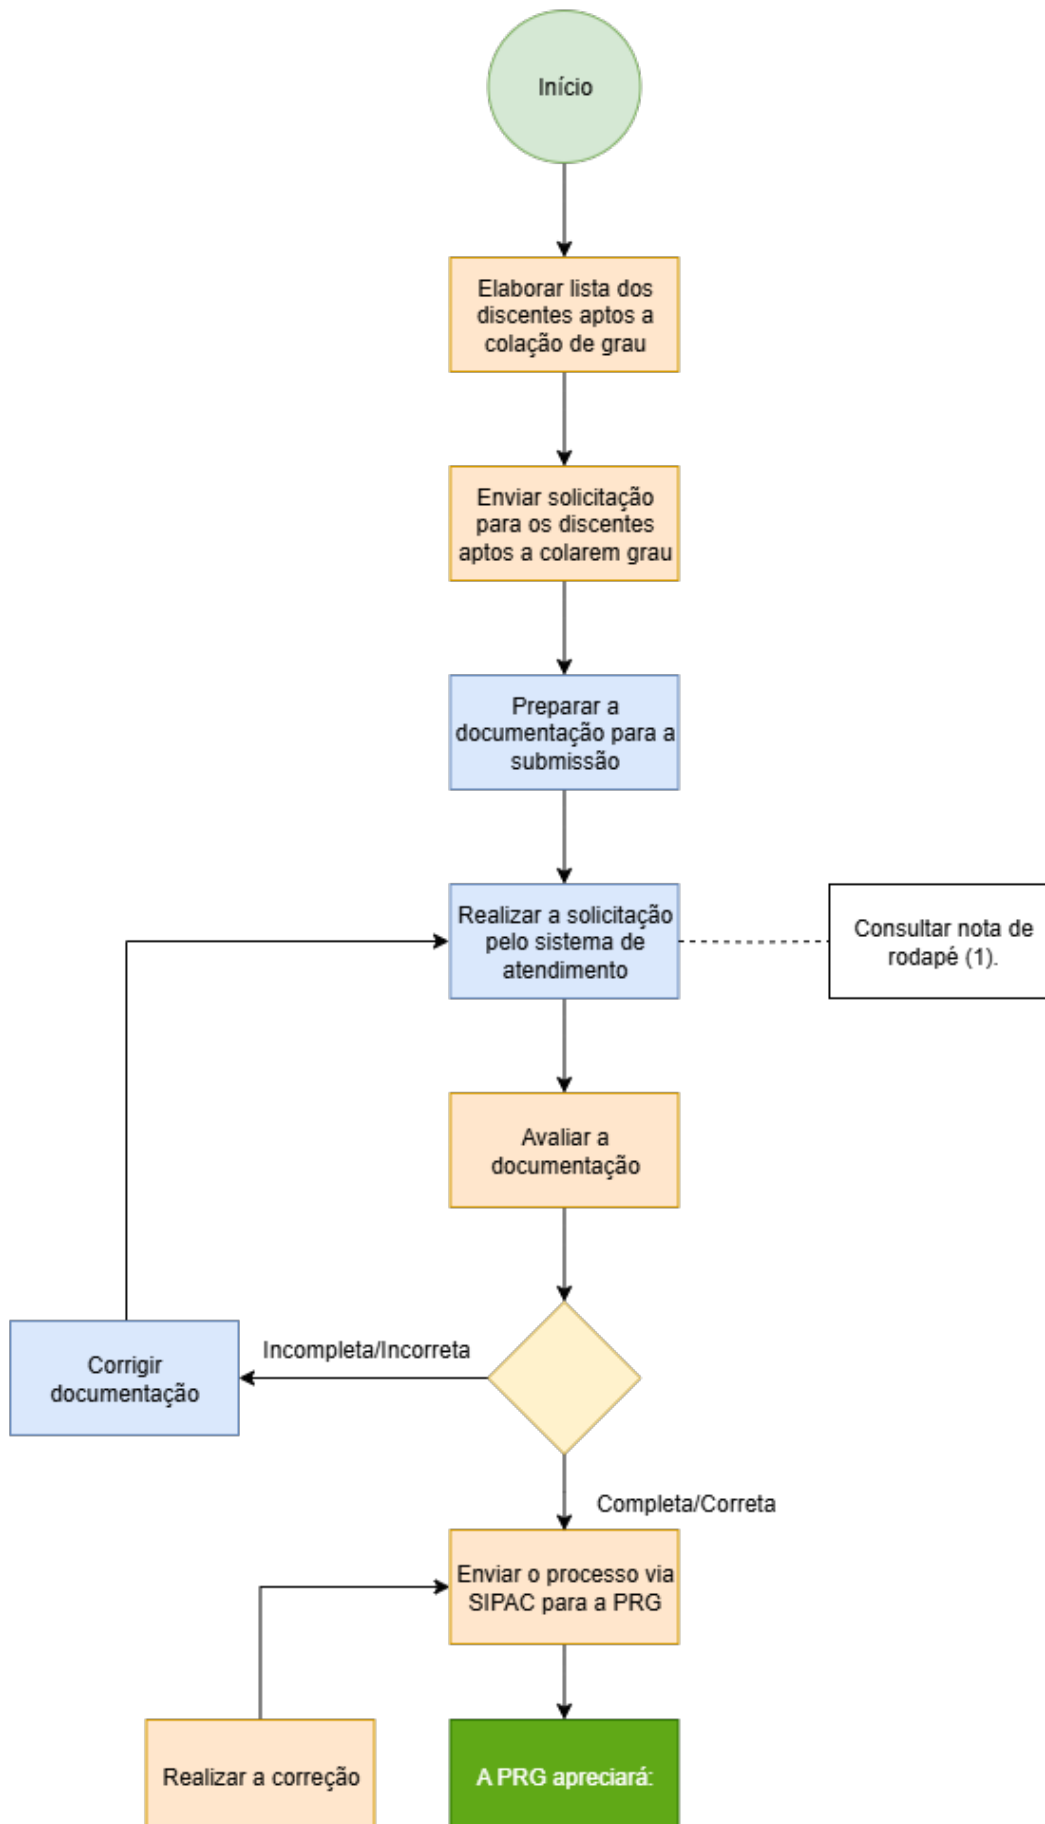 Início
Elaborar lista dos
discentes aptos a
colação de grau
Enviar solicitação
para os discentes
aptos a colarem grau
Preparar a
documentação para a
submissão
Realizar a solicitação
pelo sistema de
atendimento
Consultar nota de
rodapé (1).
Avaliar a
documentação
Incompleta/Incorreta
Corrigir
documentação
Completa/Correta
Enviar o processo via
SIPAC para a PRG
Realizar a correção
A PRG apreciará: